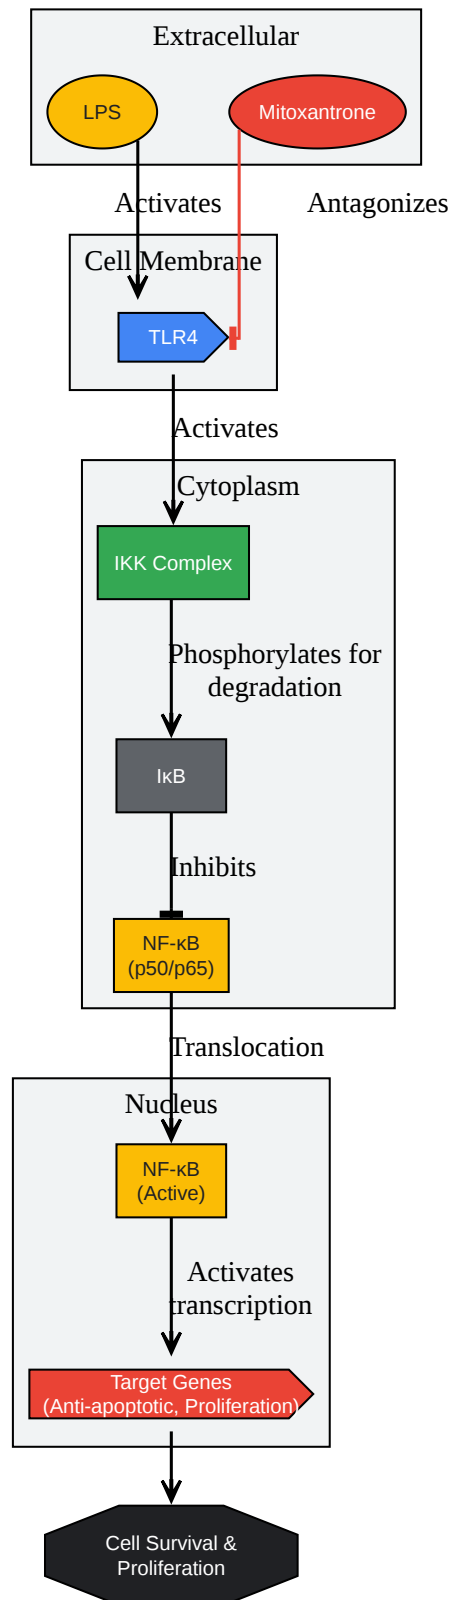 Extracellular
LPS
Mitoxantrone
Activates
Antagonizes
Cell Membrane
TLR4
Activates
Cytoplasm
IKK Complex
Phosphorylates for
degradation
IκB
Inhibits
NF-κB
(p50/p65)
Translocation
Nucleus
NF-κB
(Active)
Activates
transcription
Target Genes
(Anti-apoptotic, Proliferation)
Cell Survival &
Proliferation